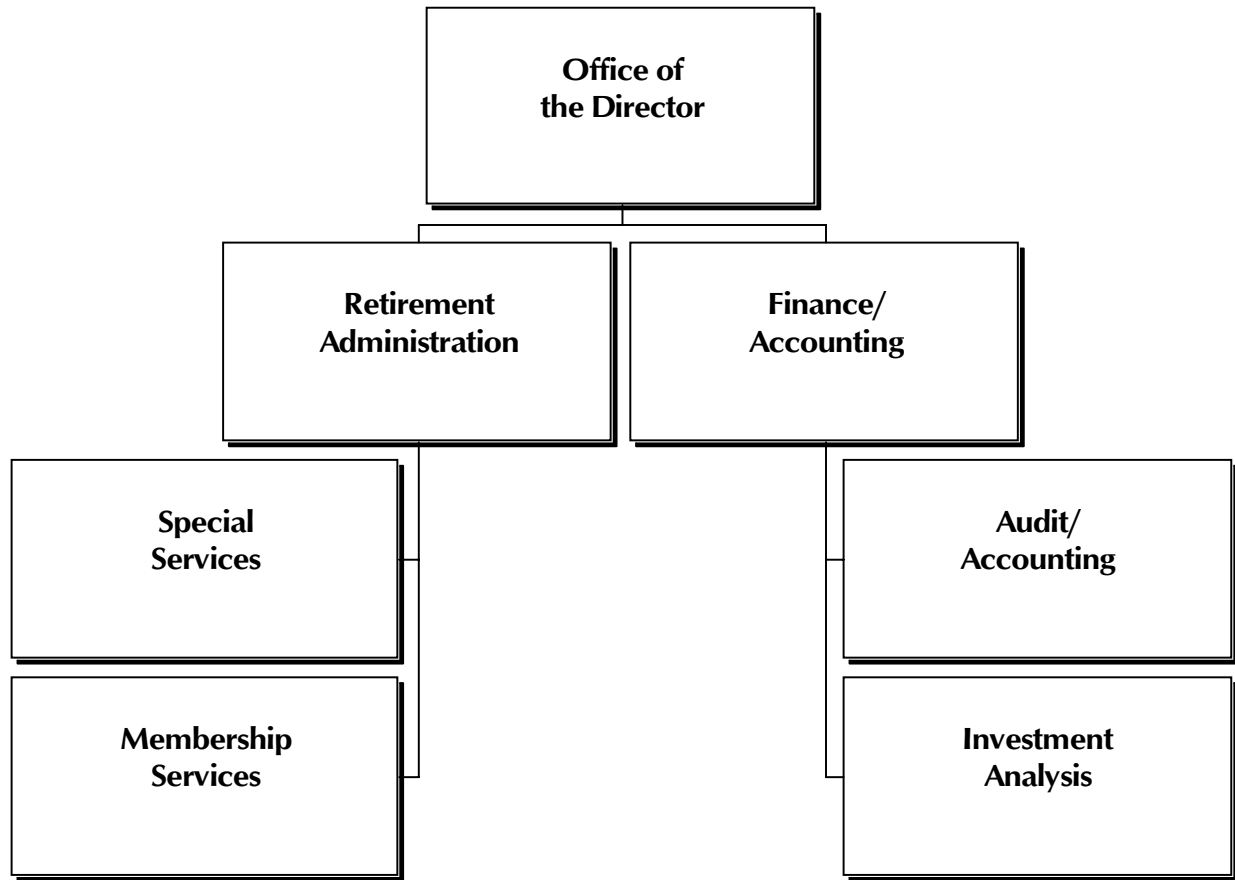 Office of
the Director
Retirement
Administration
Finance/
Accounting
Special
Services
Audit/
Accounting
Membership
Services
Investment
Analysis